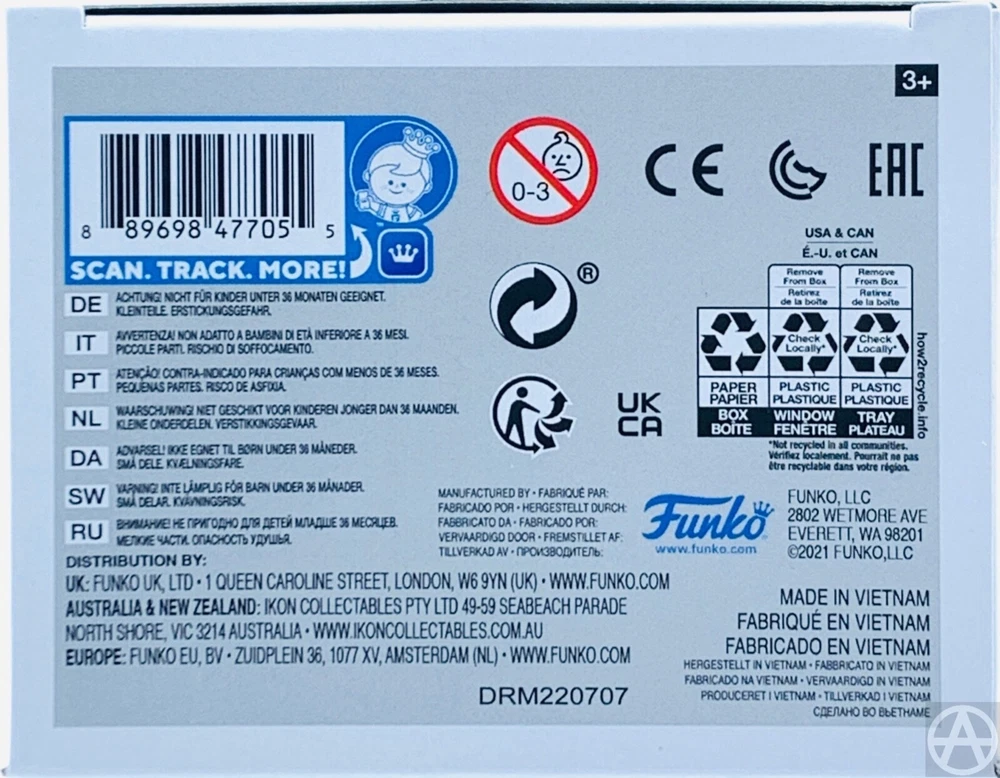 3+
8 89698 47705 5
SCAN. TRACK. MORE!
™
0-3
CE
EAC
®
UK
CA
USA & CAN
É.-U. et CAN
Remove From Box
Retirez de la boîte
Remove From Box
Retirez de la boîte
Check Locally*
Check Locally*
PAPER
PAPIER
BOX
BOÎTE
PLASTIC
PLASTIQUE
WINDOW
FENÊTRE
PLASTIC
PLASTIQUE
TRAY
PLATEAU
how2recycle.info
*Not recycled in all communities.
Vérifiez localement. Pourrait ne pas
être recyclable dans votre région.
DE ACHTUNG! NICHT FÜR KINDER UNTER 36 MONATEN GEEIGNET.
KLEINTEILE. ERSTICKUNGSGEFAHR.
IT AVVERTENZA! NON ADATTO A BAMBINI DI ETÀ INFERIORE A 36 MESI.
PICCOLE PARTI. RISCHIO DI SOFFOCAMENTO.
PT ATENÇÃO! CONTRA-INDICADO PARA CRIANÇAS COM MENOS DE 36 MESES.
PEQUENAS PARTES. RISCO DE ASFIXIA.
NL WAARSCHUWING! NIET GESCHIKT VOOR KINDEREN JONGER DAN 36 MAANDEN.
KLEINE ONDERDELEN. VERSTIKKINGSGEVAAR.
DA ADVARSEL! IKKE EGNET TIL BØRN UNDER 36 MÅNEDER.
SMÅ DELE. KVÆLNINGSFARE.
SW VARNING! INTE LÄMPLIG FÖR BARN UNDER 36 MÅNADER.
SMÅ DELAR. KVÄVNINGSRISK.
RU ВНИМАНИЕ! НЕ ПРИГОДНО ДЛЯ ДЕТЕЙ МЛАДШЕ 36 МЕСЯЦЕВ.
МЕЛКИЕ ЧАСТИ. ОПАСНОСТЬ УДУШЬЯ.
MANUFACTURED BY • FABRIQUÉ PAR:
FABRICADO POR • HERGESTELLT DURCH:
FABBRICATO DA • FABRICADO POR:
VERVAARDIGD DOOR • FREMSTILLET AF:
TILLVERKAD AV • ПРОИЗВОДИТЕЛЬ:
Funko
www.funko.com
FUNKO, LLC
2802 WETMORE AVE
EVERETT, WA 98201
©2021 FUNKO,LLC
DISTRIBUTION BY:
UK: FUNKO UK, LTD • 1 QUEEN CAROLINE STREET, LONDON, W6 9YN (UK) • WWW.FUNKO.COM
AUSTRALIA & NEW ZEALAND: IKON COLLECTABLES PTY LTD 49-59 SEABEACH PARADE
NORTH SHORE, VIC 3214 AUSTRALIA • WWW.IKONCOLLECTABLES.COM.AU
EUROPE: FUNKO EU, BV • ZUIDPLEIN 36, 1077 XV, AMSTERDAM (NL) • WWW.FUNKO.COM
DRM220707
MADE IN VIETNAM
FABRIQUÉ EN VIETNAM
FABRICADO EN VIETNAM
HERGESTELLT IN VIETNAM • FABBRICATO IN VIETNAM
FABRICADO NA VIETNAM • VERVAARDIGD IN VIETNAM
PRODUCERET I VIETNAM • TILLVERKAD I VIETNAM
СДЕЛАНО ВО ВЬЕТНАМЕ